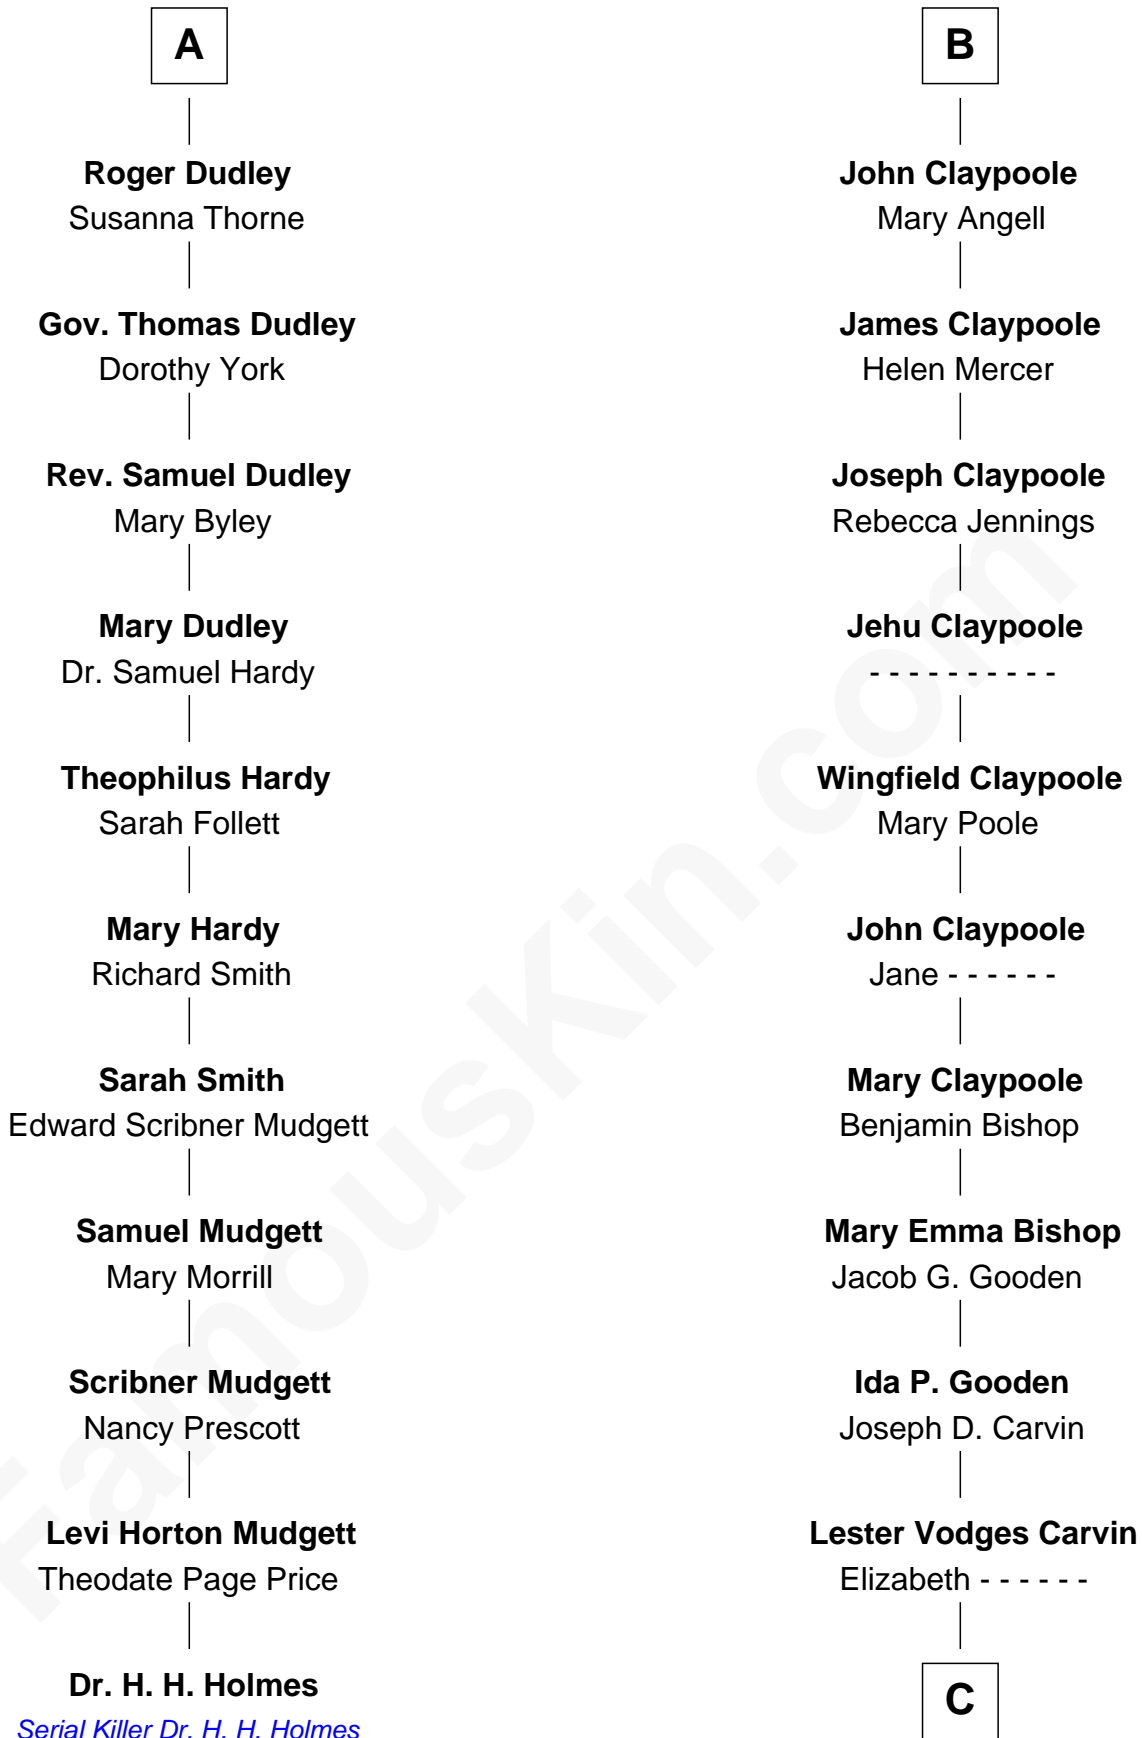 A
Roger Dudley
Susanna Thorne
Gov. Thomas Dudley
Dorothy York
Rev. Samuel Dudley
Mary Byley
Mary Dudley
Dr. Samuel Hardy
Theophilus Hardy
Sarah Follett
Mary Hardy
Richard Smith
Sarah Smith
Edward Scribner Mudgett
Samuel Mudgett
Mary Morrill
Scribner Mudgett
Nancy Prescott
Levi Horton Mudgett
Theodate Page Price
Dr. H. H. Holmes
Serial Killer Dr. H. H. Holmes
B
John Claypoole
Mary Angell
James Claypoole
Helen Mercer
Joseph Claypoole
Rebecca Jennings
Jehu Claypoole
- - - - - - - - - -
Wingfield Claypoole
Mary Poole
John Claypoole
Jane - - - - - -
Mary Claypoole
Benjamin Bishop
Mary Emma Bishop
Jacob G. Gooden
Ida P. Gooden
Joseph D. Carvin
Lester Vodges Carvin
Elizabeth - - - - - -
C
FamousKin.com